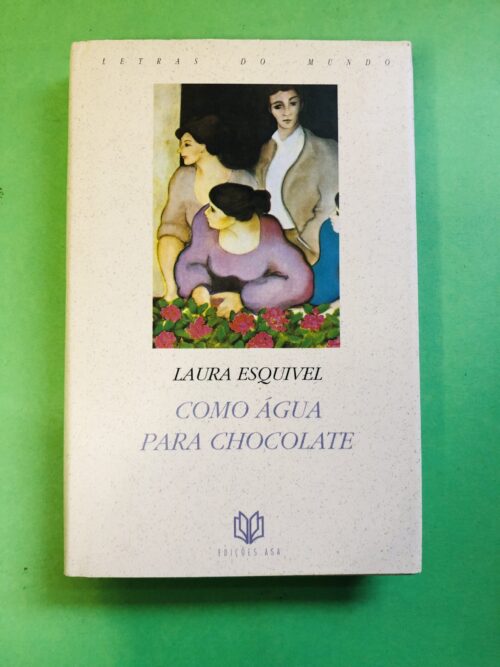 LETRAS DO MUNDO
LAURA ESQUIVEL
COMO ÁGUA
PARA CHOCOLATE
EDIÇÕES ASA